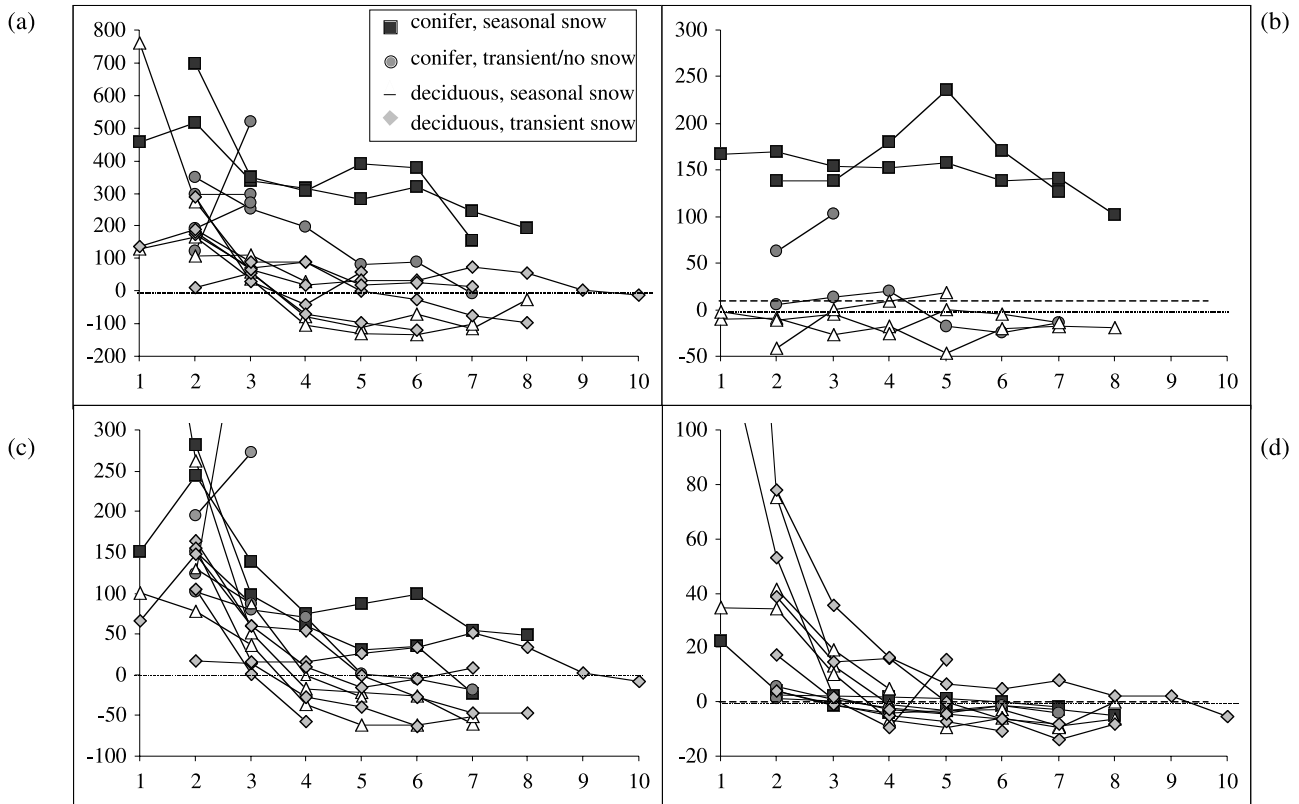 (a)
800
700
600
500
400
300
200
100
0
-100
-200
1 2 3 4 5 6 7 8 9 10
conifer, seasonal snow
conifer, transient/no snow
deciduous, seasonal snow
deciduous, transient snow
(b)
300
250
200
150
100
50
0
-50
1 2 3 4 5 6 7 8 9 10
(c)
300
250
200
150
100
50
0
-50
-100
1 2 3 4 5 6 7 8 9 10
(d)
100
80
60
40
20
0
-20
1 2 3 4 5 6 7 8 9 10